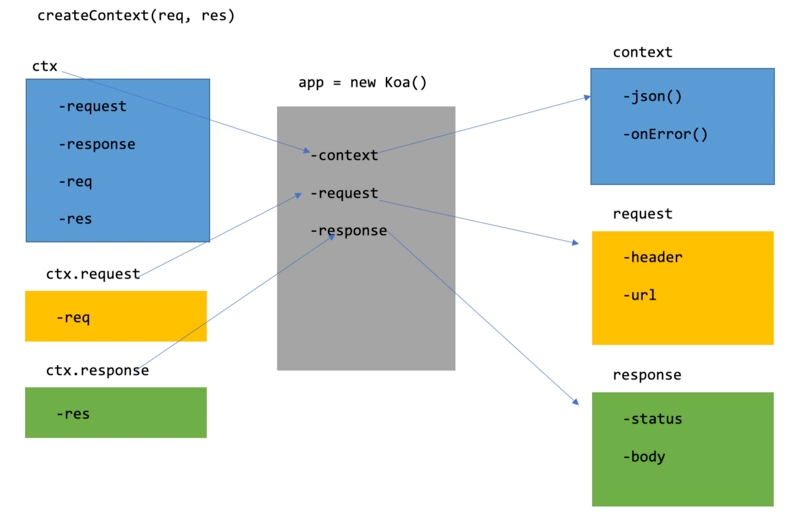 createContext(req, res)
ctx
-request
-response
-req
-res
ctx.request
-req
ctx.response
-res
app = new Koa()
-context
-request
-response
context
-json()
-onError()
request
-header
-url
response
-status
-body